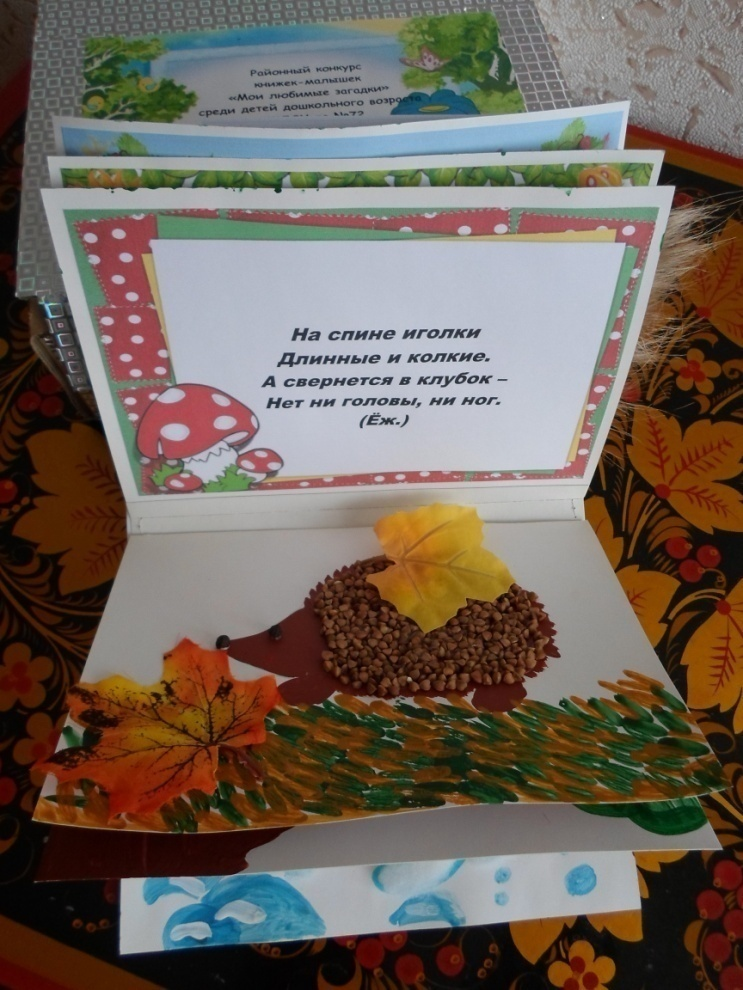 Районный конкурс
книжек-малышек
«Мои любимые загадки»
среди детей дошкольного возраста
№72
На спине иголки
Длинные и колкие.
А свернется в клубок –
Нет ни головы, ни ног.
(Ёж.)